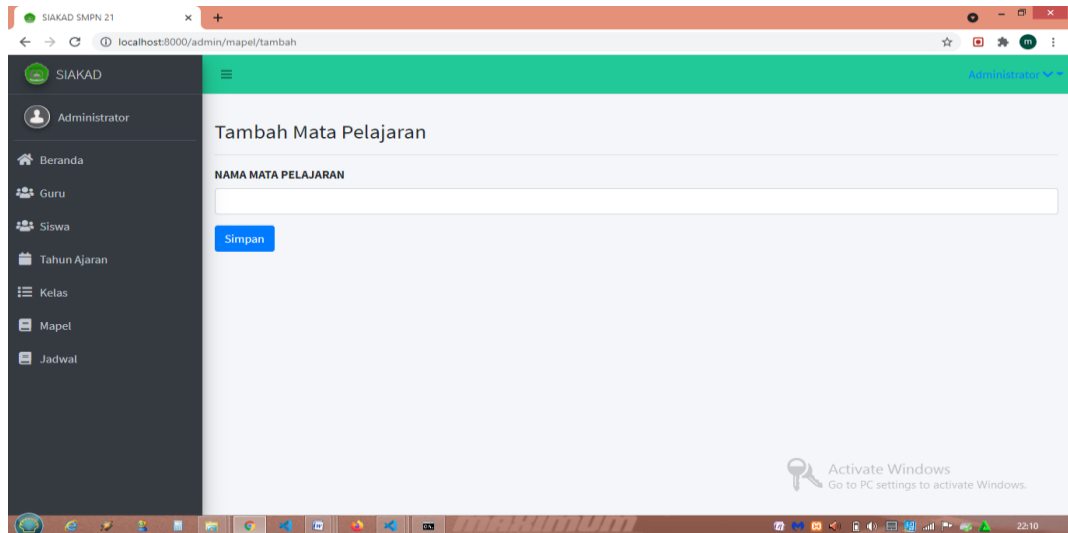 SIAKAD SMPN 21
localhost:8000/admin/mapel/tambah
m
SIAKAD
Administrator
Administrator
Beranda
Guru
Siswa
Tahun Ajaran
Kelas
Mapel
Jadwal
Tambah Mata Pelajaran
NAMA MATA PELAJARAN
Simpan
Activate Windows
Go to PC settings to activate Windows.
MAXIMUM
22:10